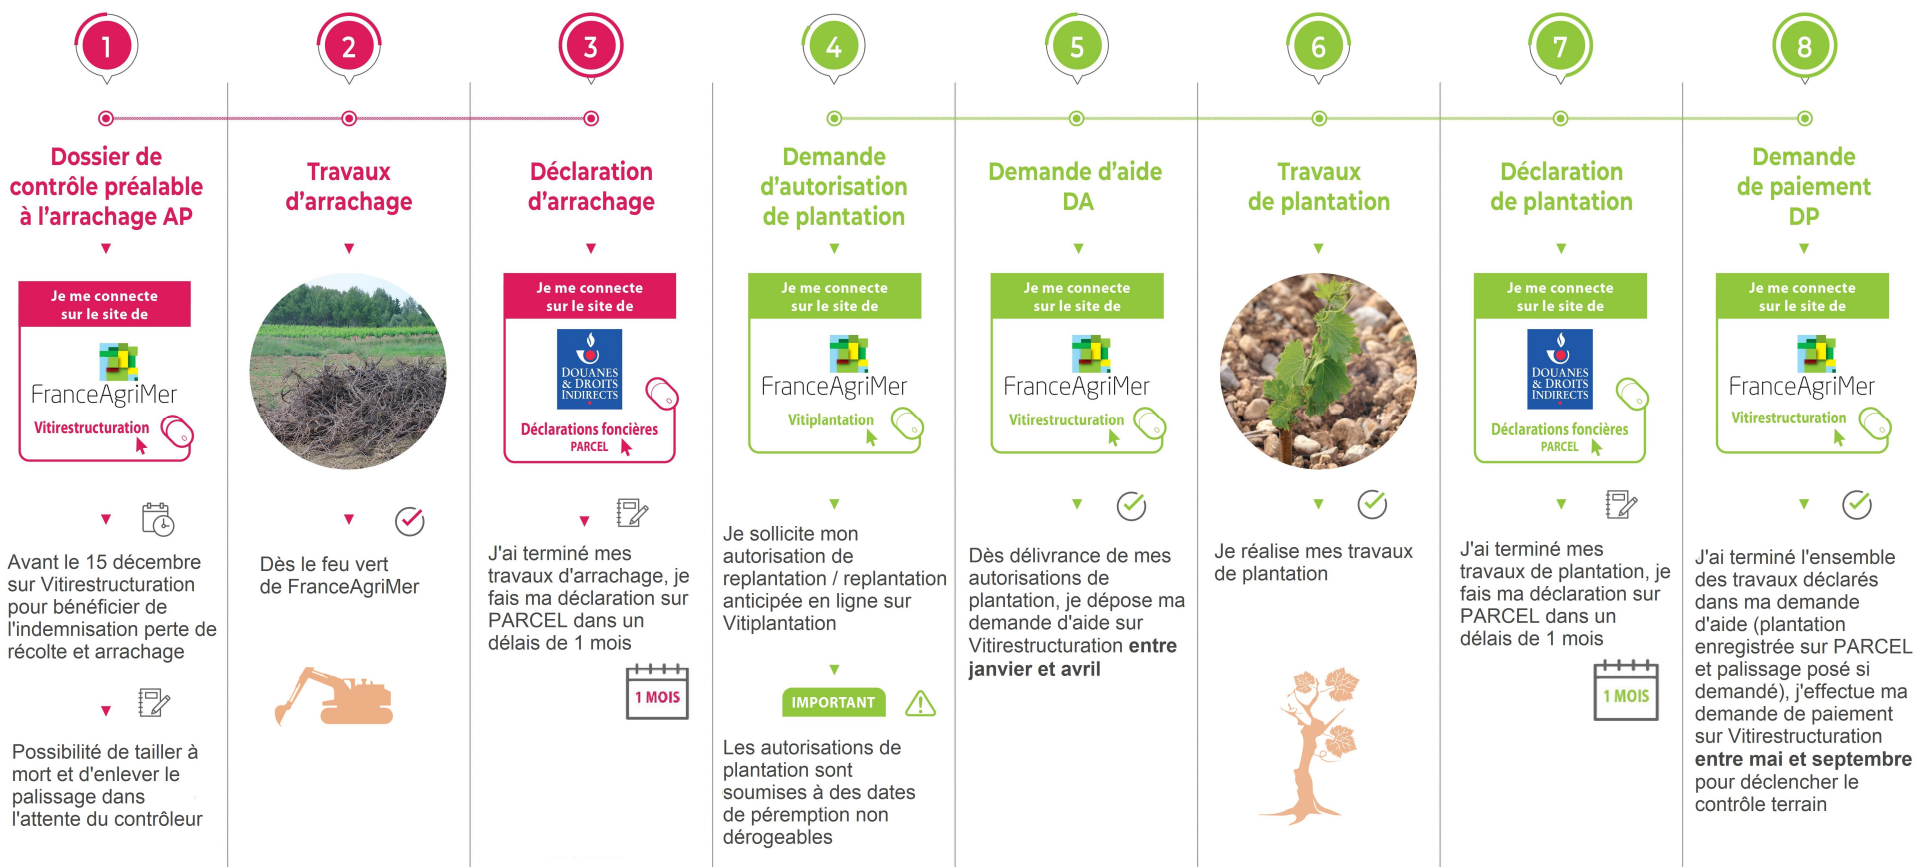 1
Dossier de
contrôle préalable
à l'arrachage AP
Je me connecte
sur le site de
FranceAgriMer
Vitirestructuration
Avant le 15 décembre
sur Vitirestructuration
pour bénéficier de
l'indemnisation perte de
récolte et arrachage
Possibilité de tailler à
mort et d'enlever le
palissage dans
l'attente du contrôleur
2
Travaux
d'arrachage
Dès le feu vert
de FranceAgriMer
3
Déclaration
d'arrachage
Je me connecte
sur le site de
DOUANES
& DROITS
INDIRECTS
Déclarations foncières
PARCEL
J'ai terminé mes
travaux d'arrachage, je
fais ma déclaration sur
PARCEL dans un
délais de 1 mois
1 MOIS
4
Demande
d'autorisation
de plantation
Je me connecte
sur le site de
FranceAgriMer
Vitiplantation
Je sollicite mon
autorisation de
replantation / replantation
anticipée en ligne sur
Vitiplantation
IMPORTANT
Les autorisations de
plantation sont
soumises à des dates
de péremption non
dérogeables
5
Demande d'aide
DA
Je me connecte
sur le site de
FranceAgriMer
Vitirestructuration
Dès délivrance de mes
autorisations de
plantation, je dépose ma
demande d'aide sur
Vitirestructuration entre
janvier et avril
6
Travaux
de plantation
Je réalise mes travaux
de plantation
7
Déclaration
de plantation
Je me connecte
sur le site de
DOUANES
& DROITS
INDIRECTS
Déclarations foncières
PARCEL
J'ai terminé mes
travaux de plantation, je
fais ma déclaration sur
PARCEL dans un
délais de 1 mois
1 MOIS
8
Demande
de paiement
DP
Je me connecte
sur le site de
FranceAgriMer
Vitirestructuration
J'ai terminé l'ensemble
des travaux déclarés
dans ma demande
d'aide (plantation
enregistrée sur PARCEL
et palissage posé si
demandé), j'effectue ma
demande de paiement
sur Vitirestructuration
entre mai et septembre
pour déclencher le
contrôle terrain